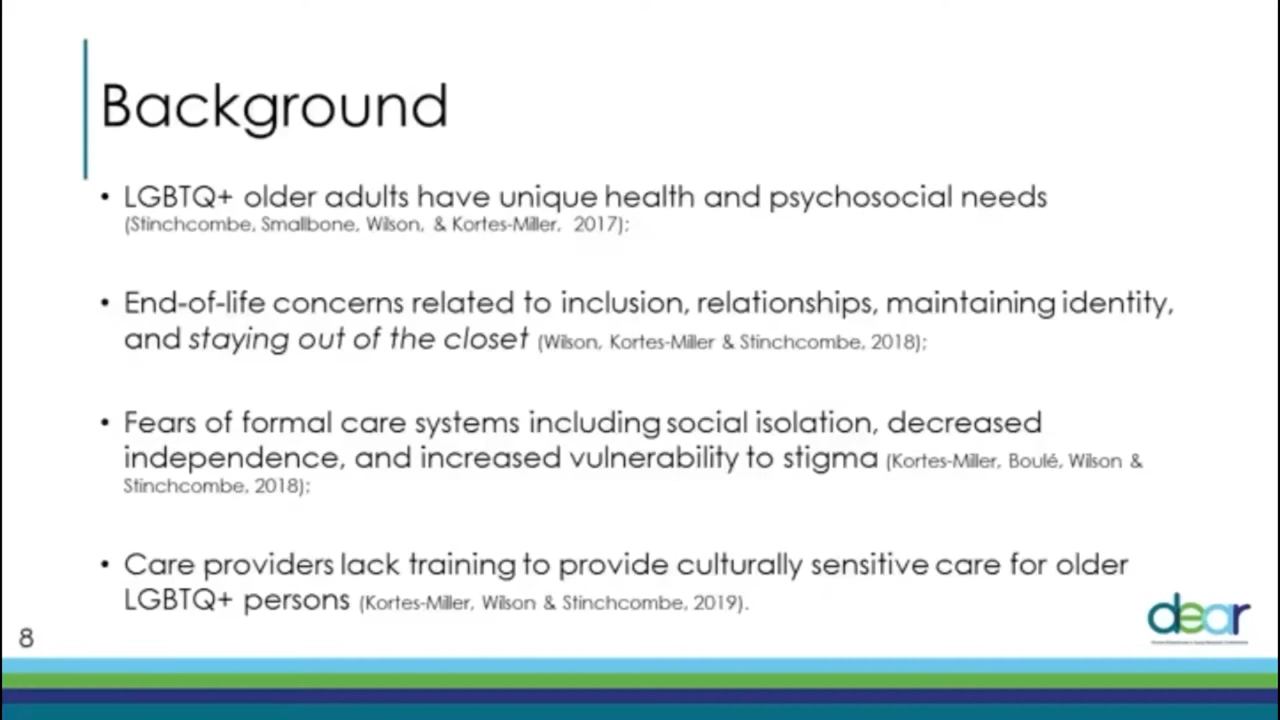 Background
• LGBTQ+ older adults have unique health and psychosocial needs
(Stinchcombe, Smallbone, Wilson, & Kortes-Miller, 2017);
• End-of-life concerns related to inclusion, relationships, maintaining identity,
and staying out of the closet (Wilson, Kortes-Miller & Stinchcombe, 2018);
• Fears of formal care systems including social isolation, decreased
independence, and increased vulnerability to stigma (Kortes-Miller, Boulé, Wilson &
Stinchcombe, 2018);
• Care providers lack training to provide culturally sensitive care for older
LGBTQ+ persons (Kortes-Miller, Wilson & Stinchcombe, 2019).
dear
8